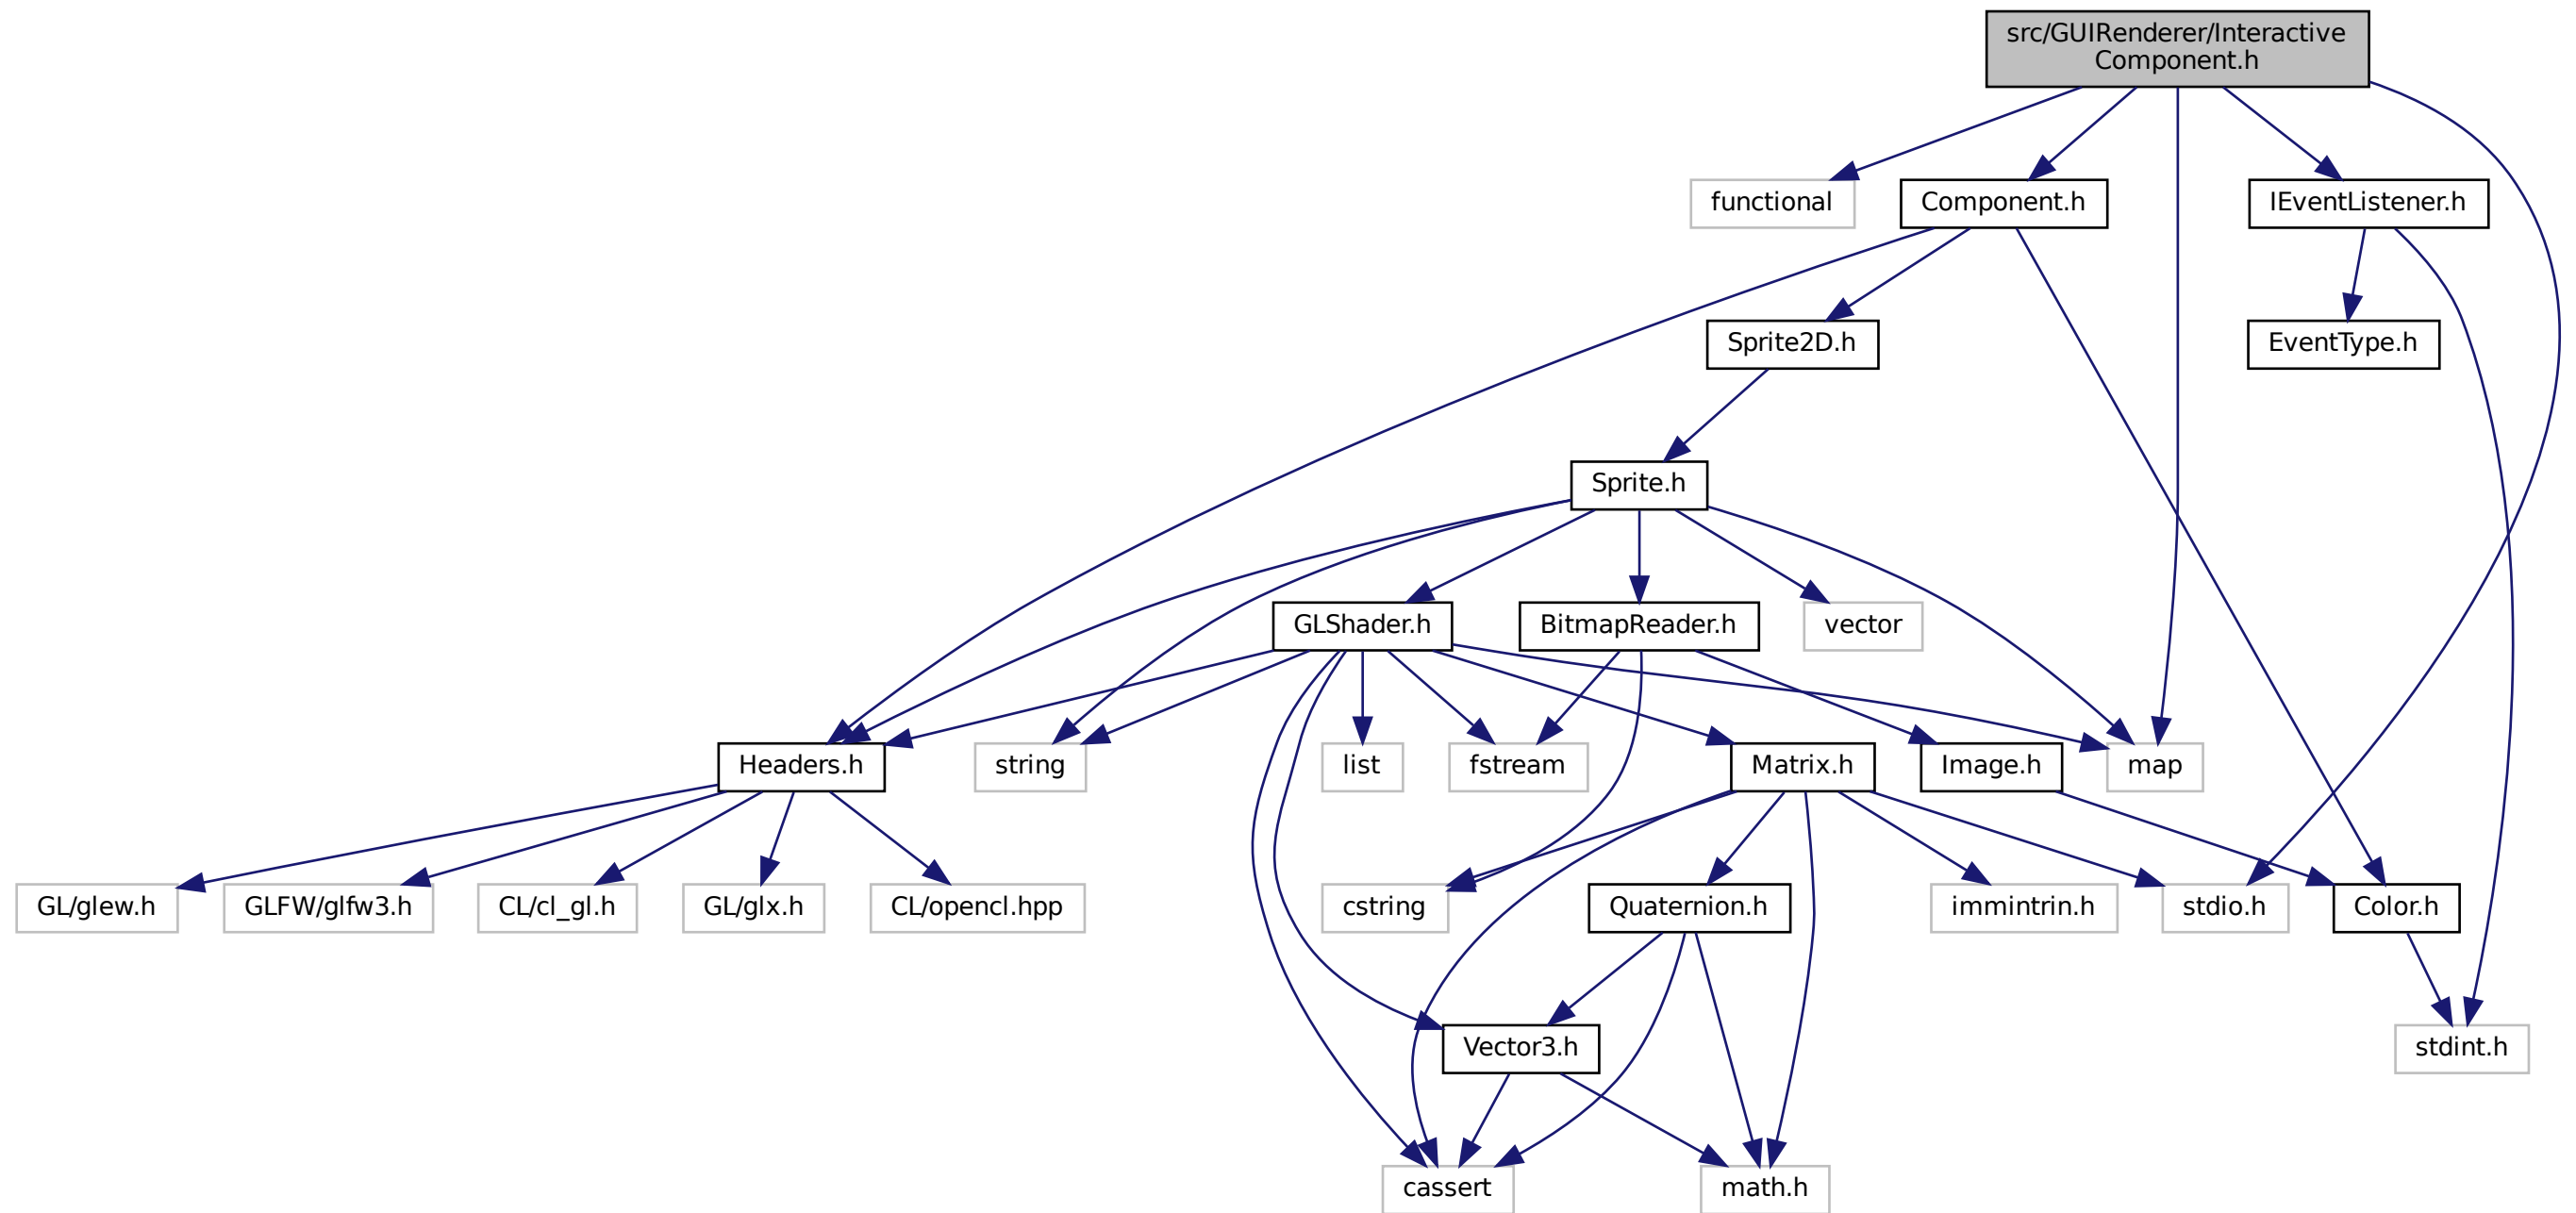 src/GUIRenderer/Interactive
Component.h
functional
Component.h
IEventListener.h
Sprite2D.h
EventType.h
Sprite.h
GLShader.h
BitmapReader.h
vector
Headers.h
string
list
fstream
Matrix.h
Image.h
map
GL/glew.h
GLFW/glfw3.h
CL/cl_gl.h
GL/glx.h
CL/opencl.hpp
cstring
Quaternion.h
immintrin.h
stdio.h
Color.h
Vector3.h
stdint.h
cassert
math.h